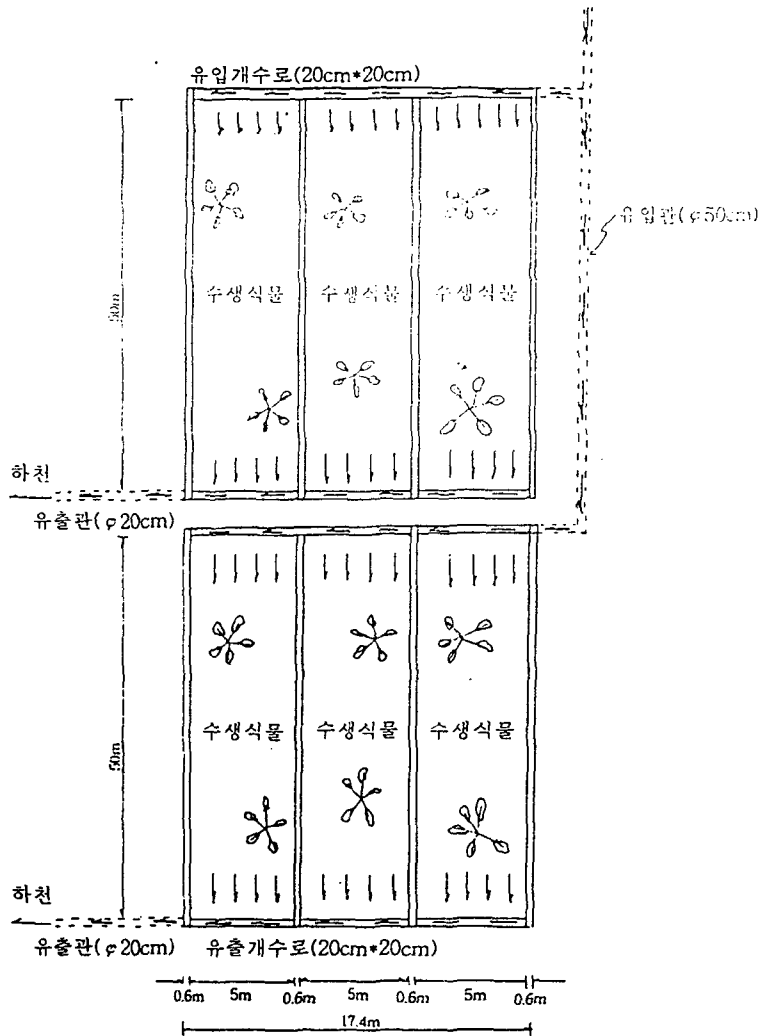 유입개수로(20cm*20cm)
유입관(φ50cm)
수생식물 수생식물 수생식물
50m
하천
유출관(φ20cm)
수생식물 수생식물 수생식물
50m
하천
유출관(φ20cm) 유출개수로(20cm*20cm)
0.6m 5m 0.6m 5m 0.6m 5m 0.6m
17.4m